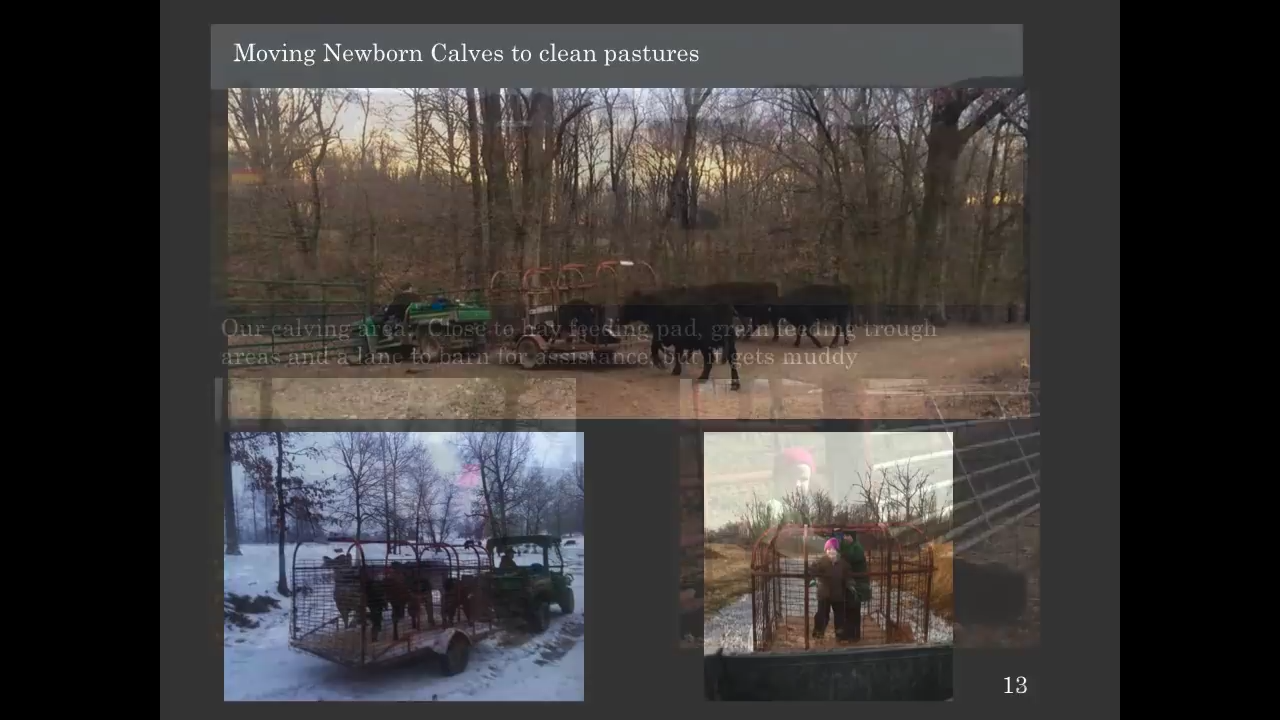 Moving Newborn Calves to clean pastures
Our calving area: Close to hay feeding pad, grain feeding trough
areas and a lane to barn for assistance, but it gets muddy
13